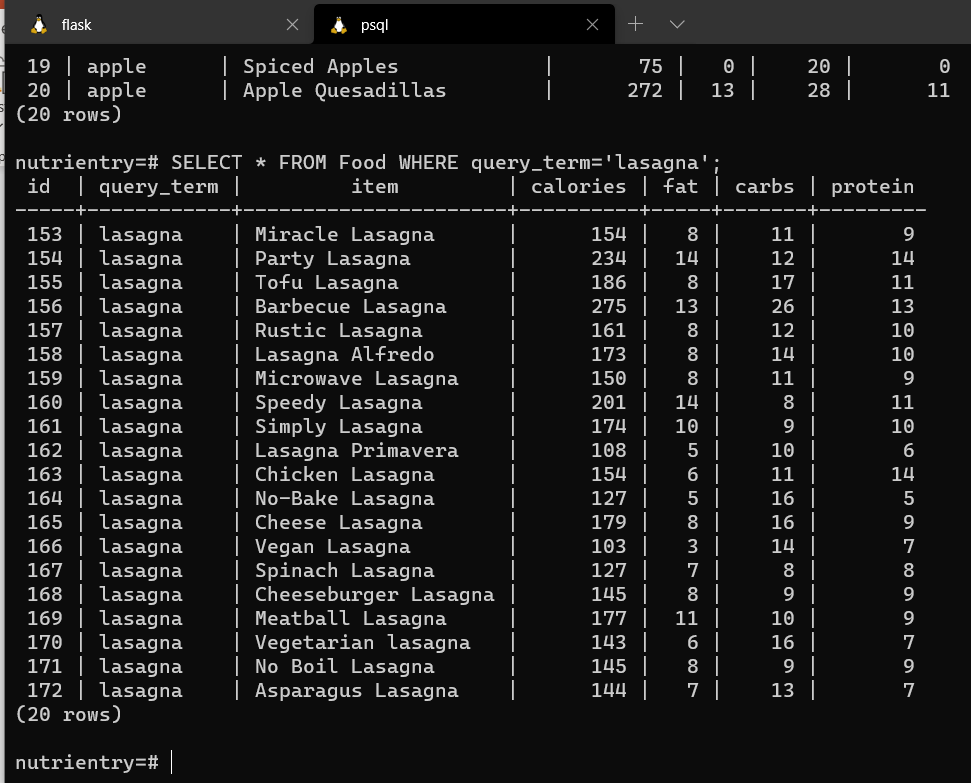 flask psql
19 | apple | Spiced Apples | 75 | 0 | 20 | 0
20 | apple | Apple Quesadillas | 272 | 13 | 28 | 11
(20 rows)
nutrientry=# SELECT * FROM Food WHERE query_term='lasagna';
id | query_term | item | calories | fat | carbs | protein
-----+------------+----------------------+----------+-----+-------+---------
153 | lasagna | Miracle Lasagna | 154 | 8 | 11 | 9
154 | lasagna | Party Lasagna | 234 | 14 | 12 | 14
155 | lasagna | Tofu Lasagna | 186 | 8 | 17 | 11
156 | lasagna | Barbecue Lasagna | 275 | 13 | 26 | 13
157 | lasagna | Rustic Lasagna | 161 | 8 | 12 | 10
158 | lasagna | Lasagna Alfredo | 173 | 8 | 14 | 10
159 | lasagna | Microwave Lasagna | 150 | 8 | 11 | 9
160 | lasagna | Speedy Lasagna | 201 | 14 | 8 | 11
161 | lasagna | Simply Lasagna | 174 | 10 | 9 | 10
162 | lasagna | Lasagna Primavera | 108 | 5 | 10 | 6
163 | lasagna | Chicken Lasagna | 154 | 6 | 11 | 14
164 | lasagna | No-Bake Lasagna | 127 | 5 | 16 | 5
165 | lasagna | Cheese Lasagna | 179 | 8 | 16 | 9
166 | lasagna | Vegan Lasagna | 103 | 3 | 14 | 7
167 | lasagna | Spinach Lasagna | 127 | 7 | 8 | 8
168 | lasagna | Cheeseburger Lasagna | 145 | 8 | 9 | 9
169 | lasagna | Meatball Lasagna | 177 | 11 | 10 | 9
170 | lasagna | Vegetarian lasagna | 143 | 6 | 16 | 7
171 | lasagna | No Boil Lasagna | 145 | 8 | 9 | 9
172 | lasagna | Asparagus Lasagna | 144 | 7 | 13 | 7
(20 rows)
nutrientry=#